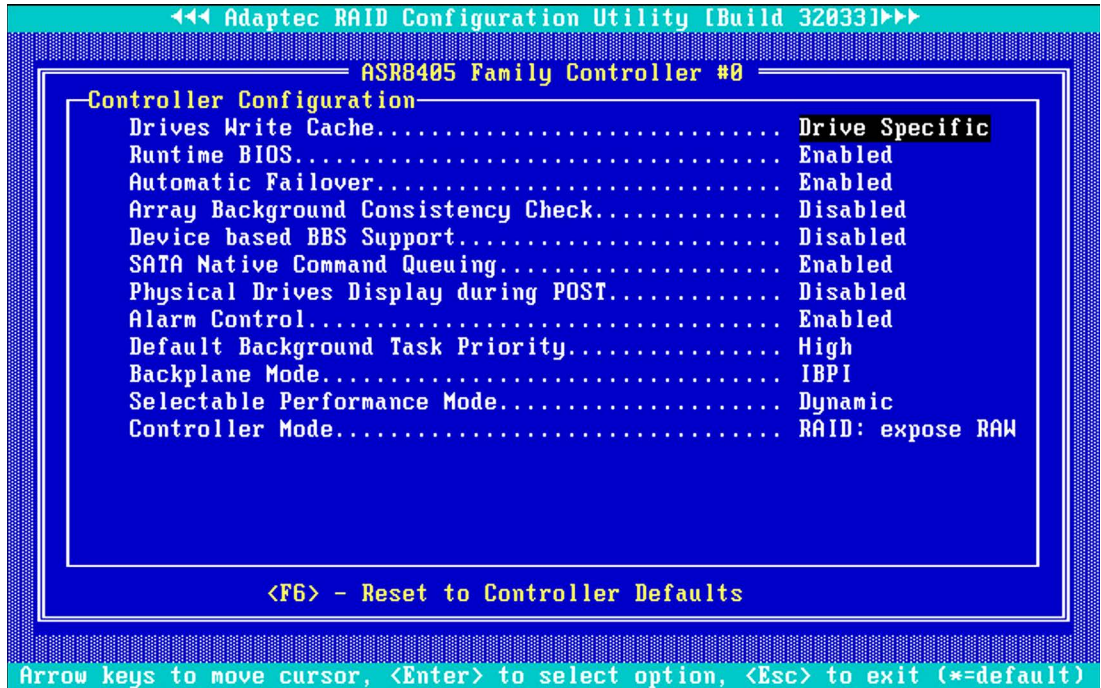 ◄◄◄ Adaptec RAID Configuration Utility [Build 32033]►►►
ASR8405 Family Controller #0
Controller Configuration
Drives Write Cache.............................. Drive Specific
Runtime BIOS.................................... Enabled
Automatic Failover.............................. Enabled
Array Background Consistency Check.............. Disabled
Device based BBS Support........................ Disabled
SATA Native Command Queuing..................... Enabled
Physical Drives Display during POST............. Disabled
Alarm Control................................... Enabled
Default Background Task Priority................ High
Backplane Mode.................................. IBPI
Selectable Performance Mode..................... Dynamic
Controller Mode................................. RAID: expose RAW
<F6> - Reset to Controller Defaults
Arrow keys to move cursor, <Enter> to select option, <Esc> to exit (*=default)